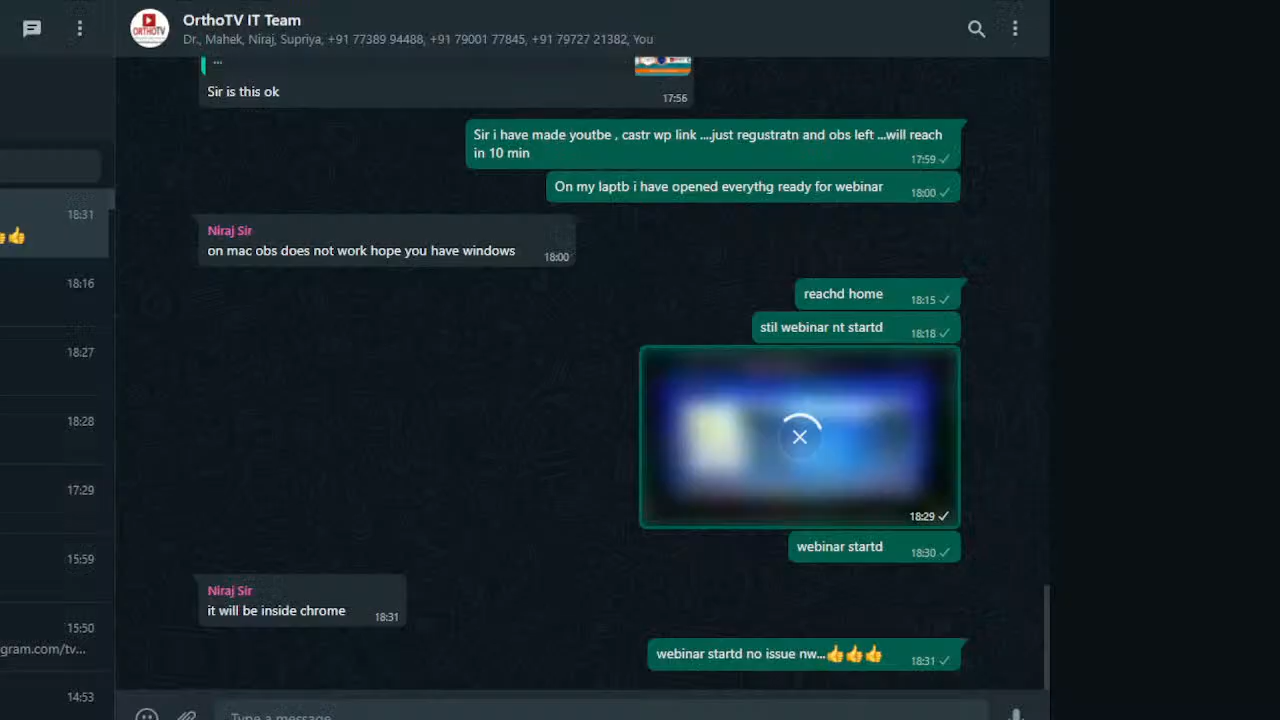 OrthoTV IT Team
Dr., Mahek, Niraj, Supriya, +91 77389 94488, +91 79001 77845, +91 79727 21382, You
ORTHOTV
...
Sir is this ok
17:56
Sir i have made youtbe , castr wp link ....just regustratn and obs left ...will reach
in 10 min
17:59
On my laptb i have opened everythg ready for webinar
18:00
Niraj Sir
on mac obs does not work hope you have windows
18:00
reachd home
18:15
stil webinar nt startd
18:18
18:29
webinar startd
18:30
Niraj Sir
it will be inside chrome
18:31
webinar startd no issue nw...👍👍👍
18:31
Type a message
18:31
18:16
18:27
18:28
17:29
15:59
15:50
gram.com/tv...
14:53